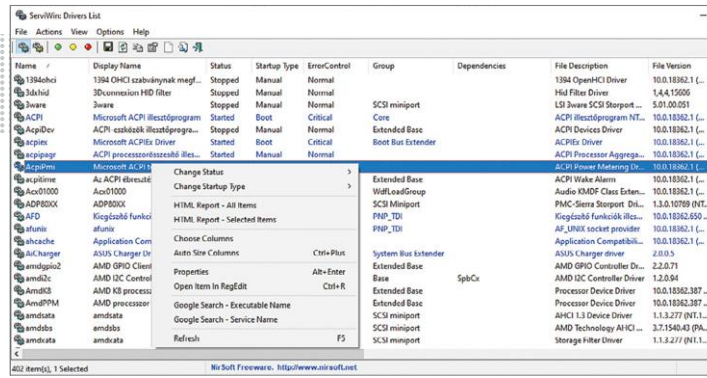 ServiWin: Drivers List
File Actions View Options Help
Name Display Name Status Startup Type ErrorControl Group Dependencies File Description File Version
1394ohci 1394 OHCI szabványnak megf... Stopped Manual Normal 1394 OpenHCI Driver 10.0.18362.1 (...
3dxhid 3Dconnexion HID filter Stopped Manual Normal Hid Filter Driver 1,4,4,15606
3ware 3ware Stopped Manual Normal SCSI miniport LSI 3ware SCSI Storport ... 5.01.00.051
ACPI Microsoft ACPI illesztőprogram Started Boot Critical Core ACPI illesztőprogram NT... 10.0.18362.1 (...
AcpiDev ACPI-eszközök illesztőprogra... Stopped Manual Normal Extended Base ACPI Devices Driver 10.0.18362.1 (...
acpiex Microsoft ACPIEx Driver Started Boot Critical Boot Bus Extender ACPIEx Driver 10.0.18362.1 (...
acpipagr ACPI processzorösszesítő illes... Started Manual Normal ACPI Processor Aggrega... 10.0.18362.1 (...
AcpiPmi Microsoft ACPI ACPI Power Metering Dr... 10.0.18362.1 (...
acpitime Az ACPI ébreszté Extended Base ACPI Wake Alarm 10.0.18362.1 (...
Acx01000 Acx01000 WdfLoadGroup Audio KMDF Class Exten... 10.0.18362.1 (...
ADP80XX ADP80XX SCSI Miniport PMC-Sierra Storport Dri... 1.3.0.10769 (NT...
AFD Kiegészítő funkci PNP_TDI Kiegészítő funkciók illes... 10.0.18362.650 ...
afunix afunix PNP_TDI AF_UNIX socket provider 10.0.18362.1 (...
ahcache Application Com Application Compatibili... 10.0.18362.1 (...
AiCharger ASUS Charger Dr System Bus Extender ASUS Charger driver 2.0.0.5
amdgpio2 AMD GPIO Client Extended Base AMD GPIO Controller Dr... 2.2.0.71
amdi2c AMD I2C Control Base SpbCx AMD I2C Controller Driver 1.2.0.94
AmdK8 AMD K8 processz Extended Base Processor Device Driver 10.0.18362.387 ...
AmdPPM AMD processzor Extended Base Processor Device Driver 10.0.18362.387 ...
amdsata amdsata SCSI miniport AHCI 1.3 Device Driver 1.1.3.277 (NT.1...
amdsbs amdsbs SCSI miniport AMD Technology AHCI ... 3.7.1540.43 (PA...
amdxata amdxata SCSI miniport Storage Filter Driver 1.1.3.277 (NT.1...
Change Status
Change Startup Type
HTML Report - All Items
HTML Report - Selected Items
Choose Columns
Auto Size Columns Ctrl+Plus
Properties Alt+Enter
Open Item In RegEdit Ctrl+R
Google Search - Executable Name
Google Search - Service Name
Refresh F5
402 item(s), 1 Selected NirSoft Freeware. http://www.nirsoft.net